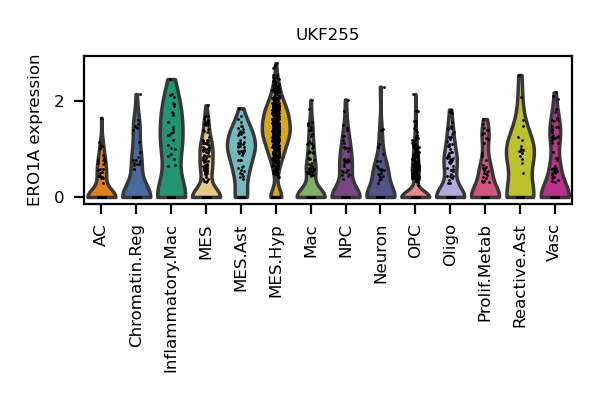 UKF255
ERO1A expression
2
0
AC
Chromatin.Reg
Inflammatory.Mac
MES
MES.Ast
MES.Hyp
Mac
NPC
Neuron
OPC
Oligo
Prolif.Metab
Reactive.Ast
Vasc